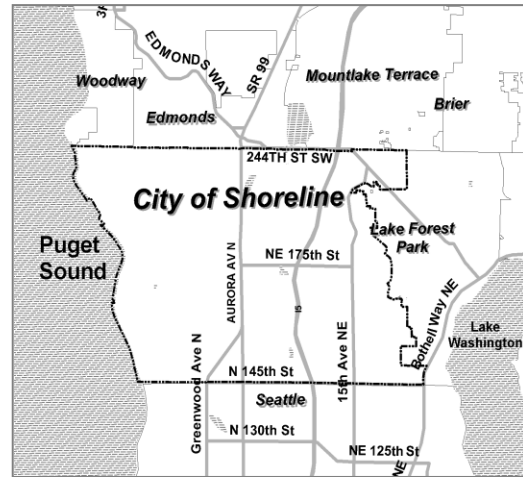 3R
EDMONDS WAY
SR 99
Woodway
Mountlake Terrace
Brier
Edmonds
244TH ST SW
City of Shoreline
Lake Forest
Park
Puget
Sound
NE 175th St
AURORA AV N
I5
15th Ave NE
Bothell Way NE
Lake
Washington
Greenwood Ave N
N 145th St
Seattle
N 130th St
NE 125th St
NE